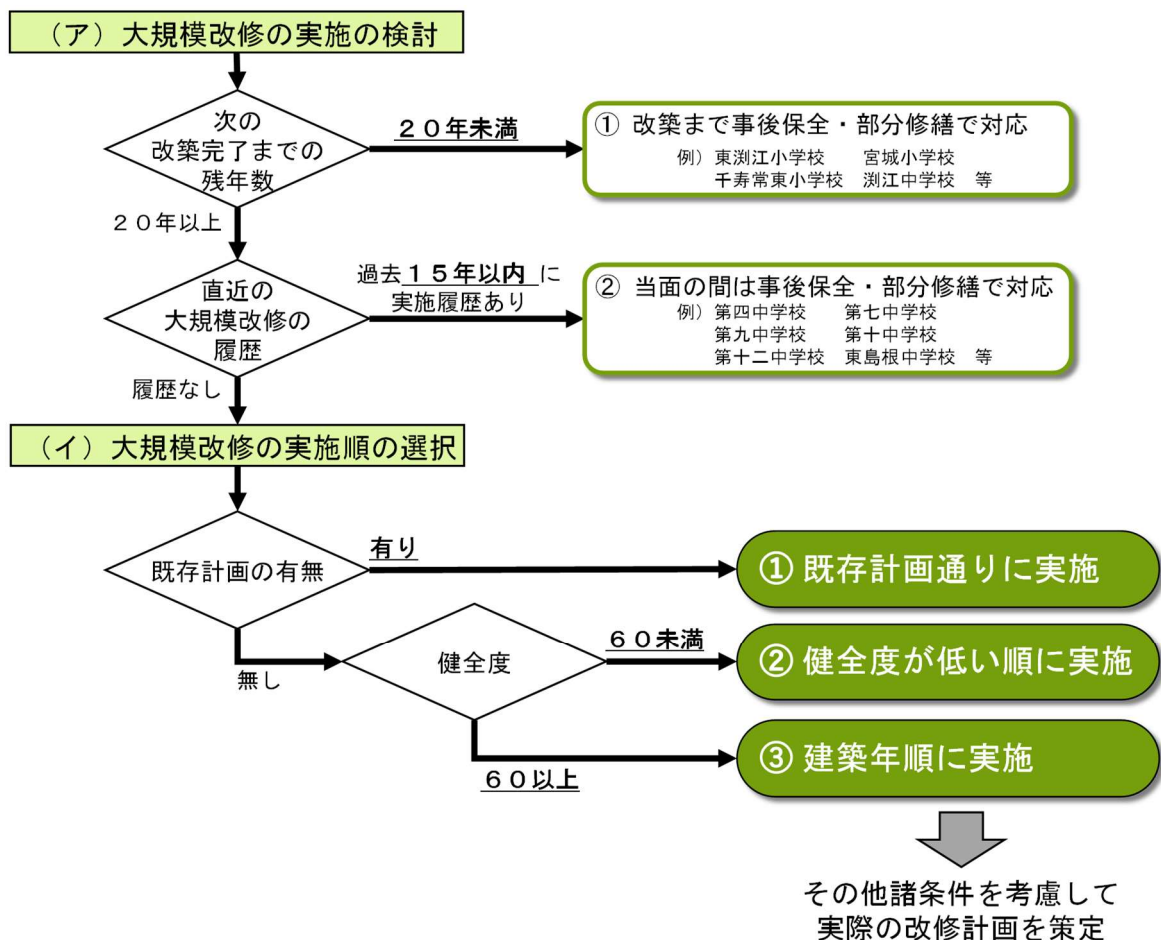 （ア）大規模改修の実施の検討
次の
改築完了までの
残年数
２０年未満
① 改築まで事後保全・部分修繕で対応
例）東渕江小学校　宮城小学校
千寿常東小学校　渕江中学校　等
２０年以上
直近の
大規模改修の
履歴
過去１５年以内に
実施履歴あり
② 当面の間は事後保全・部分修繕で対応
例）第四中学校　第七中学校
第九中学校　第十中学校
第十二中学校　東島根中学校　等
履歴なし
（イ）大規模改修の実施順の選択
既存計画の有無
有り
① 既存計画通りに実施
無し
健全度
６０未満
② 健全度が低い順に実施
６０以上
③ 建築年順に実施
その他諸条件を考慮して
実際の改修計画を策定